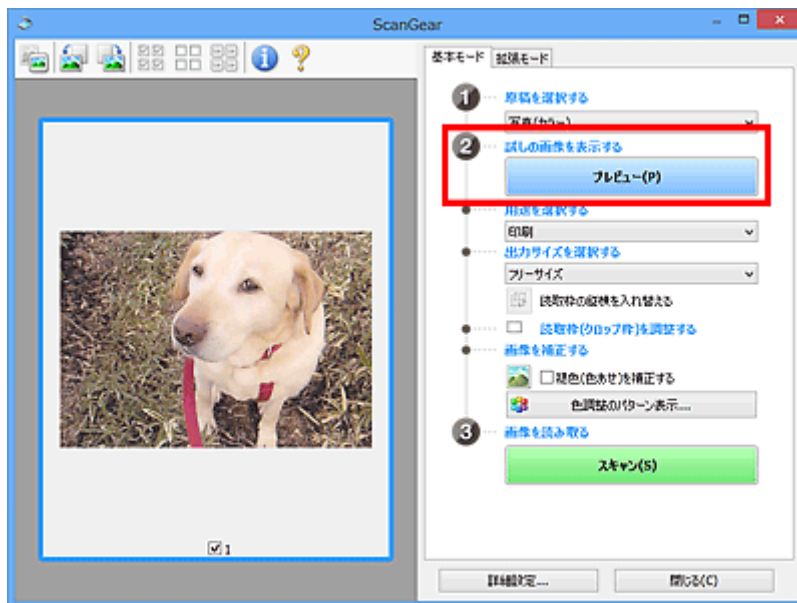 ScanGear
基本モード 拡張モード
1 原稿を選択する
写真(カラー)
2 試しの画像を表示する
プレビュー(P)
用途を選択する
印刷
出力サイズを選択する
フリーサイズ
読取枠の縦横を入れ替える
読取枠(クロップ枠)を調整する
画像を補正する
褪色(色あせ)を補正する
色調整のパターン表示...
3 画像を読み取る
スキャン(S)
1
詳細設定... 閉じる(C)